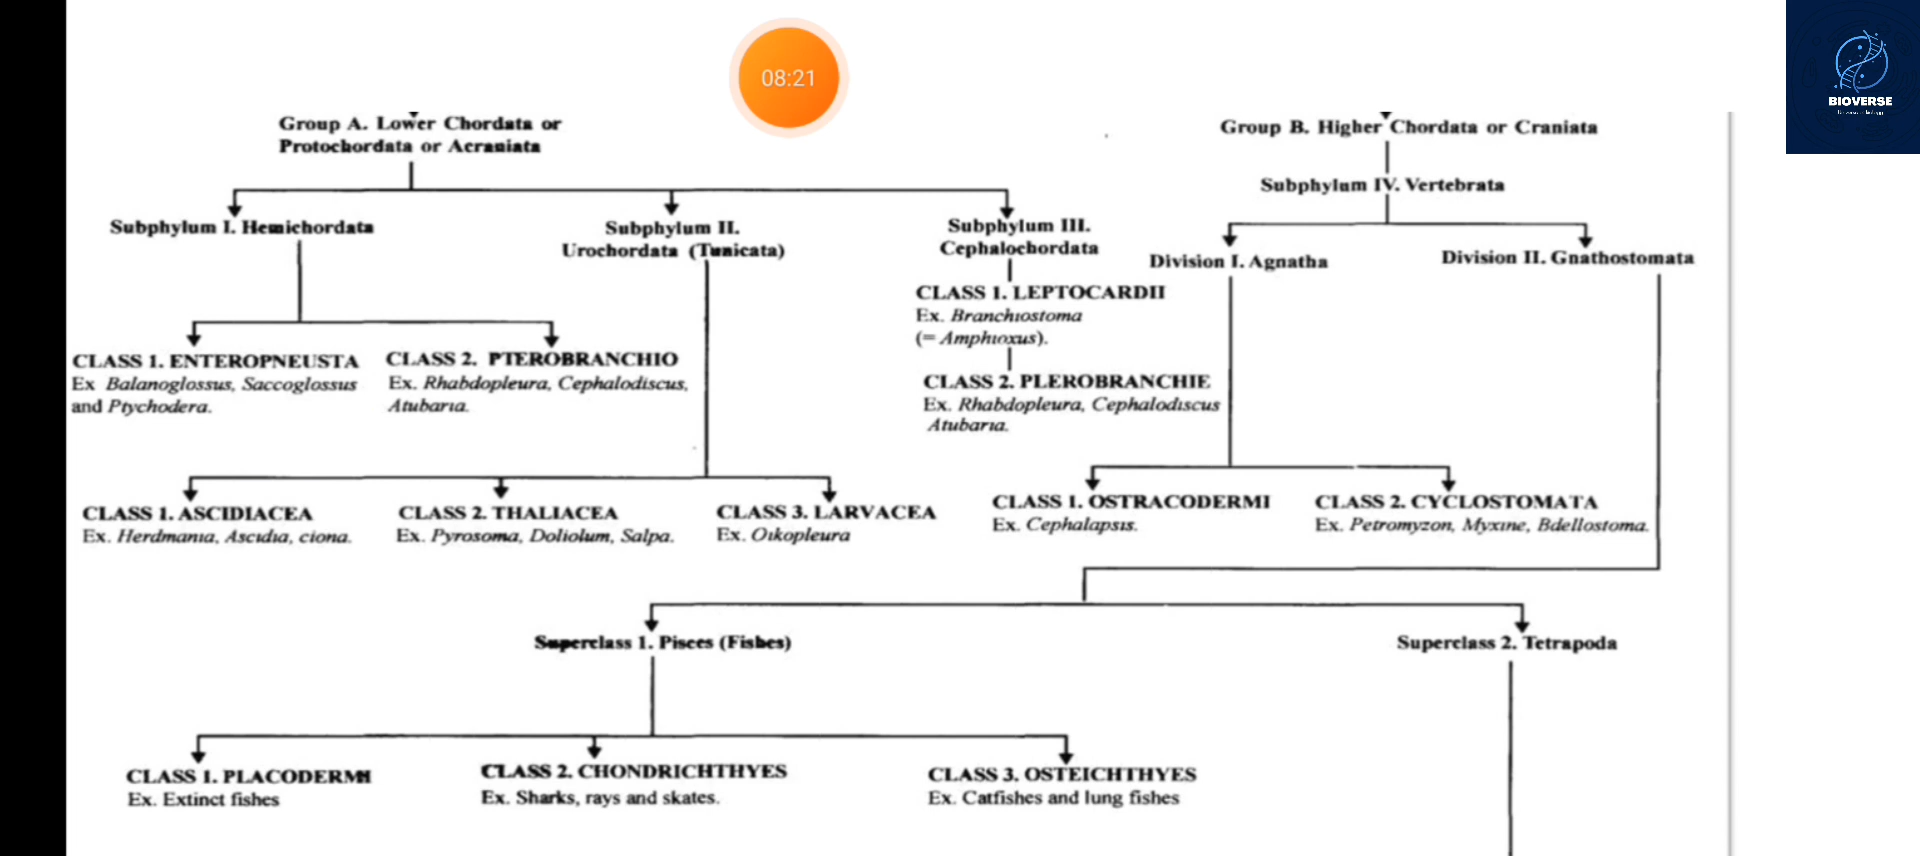 08:21
BIOVERSE
Group A. Lower Chordata or
Protochordata or Acraniata
Group B. Higher Chordata or Craniata
Subphylum IV. Vertebrata
Subphylum I. Hemichordata
Subphylum II.
Urochordata (Tunicata)
Subphylum III.
Cephalochordata
Division I. Agnatha
Division II. Gnathostomata
CLASS 1. LEPTOCARDII
Ex. Branchiostoma
(= Amphioxus).
CLASS 1. ENTEROPNEUSTA
Ex Balanoglossus, Saccoglossus
and Ptychodera.
CLASS 2. PTEROBRANCHIO
Ex. Rhabdopleura, Cephalodiscus,
Atubaria.
CLASS 2. PLEROBRANCHIE
Ex. Rhabdopleura, Cephalodiscus
Atubaria.
CLASS 1. ASCIDIACEA
Ex. Herdmania, Ascidia, ciona.
CLASS 2. THALIACEA
Ex. Pyrosoma, Doliolum, Salpa.
CLASS 3. LARVACEA
Ex. Oikopleura
CLASS 1. OSTRACODERMI
Ex. Cephalapsis.
CLASS 2. CYCLOSTOMATA
Ex. Petromyzon, Myxine, Bdellostoma.
Superclass 1. Pisces (Fishes)
Superclass 2. Tetrapoda
CLASS 1. PLACODERMI
Ex. Extinct fishes
CLASS 2. CHONDRICHTHYES
Ex. Sharks, rays and skates.
CLASS 3. OSTEICHTHYES
Ex. Catfishes and lung fishes